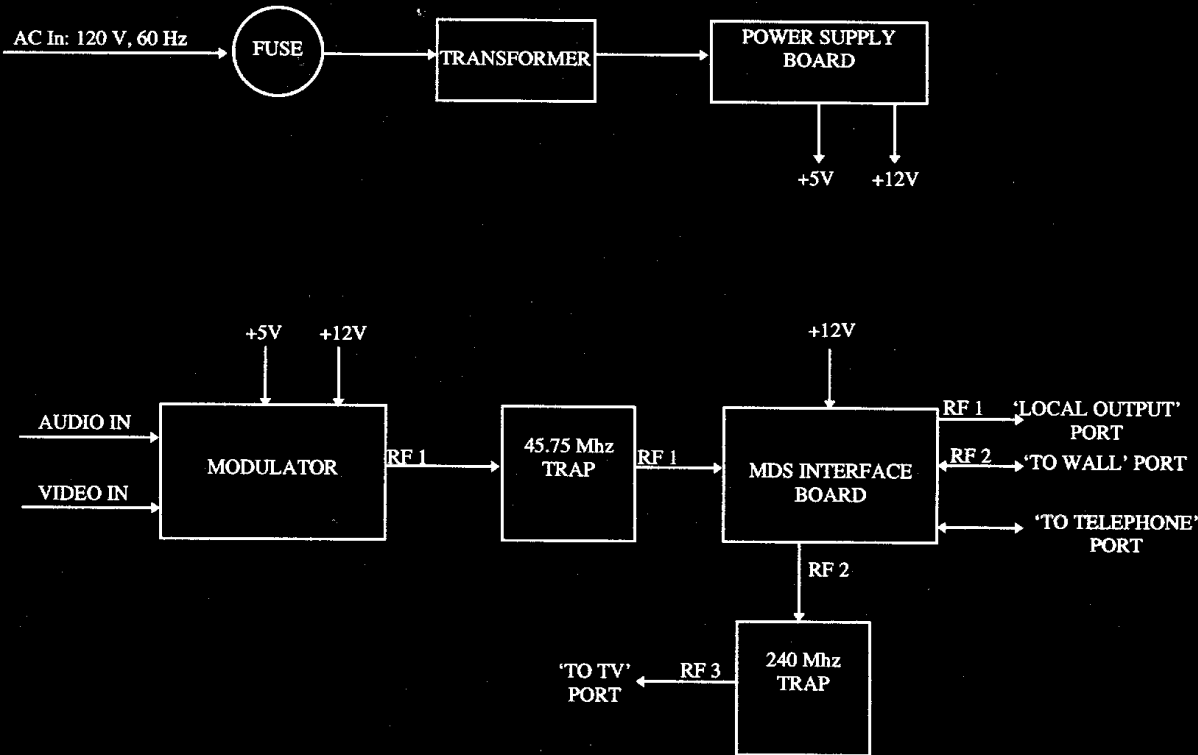 AC In: 120 V, 60 Hz
FUSE
TRANSFORMER
POWER SUPPLY
BOARD
+5V
+12V
+5V
+12V
+12V
AUDIO IN
VIDEO IN
MODULATOR
RF 1
45.75 Mhz
TRAP
RF 1
MDS INTERFACE
BOARD
RF 1
'LOCAL OUTPUT'
PORT
RF 2
'TO WALL' PORT
'TO TELEPHONE'
PORT
RF 2
240 Mhz
TRAP
RF 3
'TO TV'
PORT